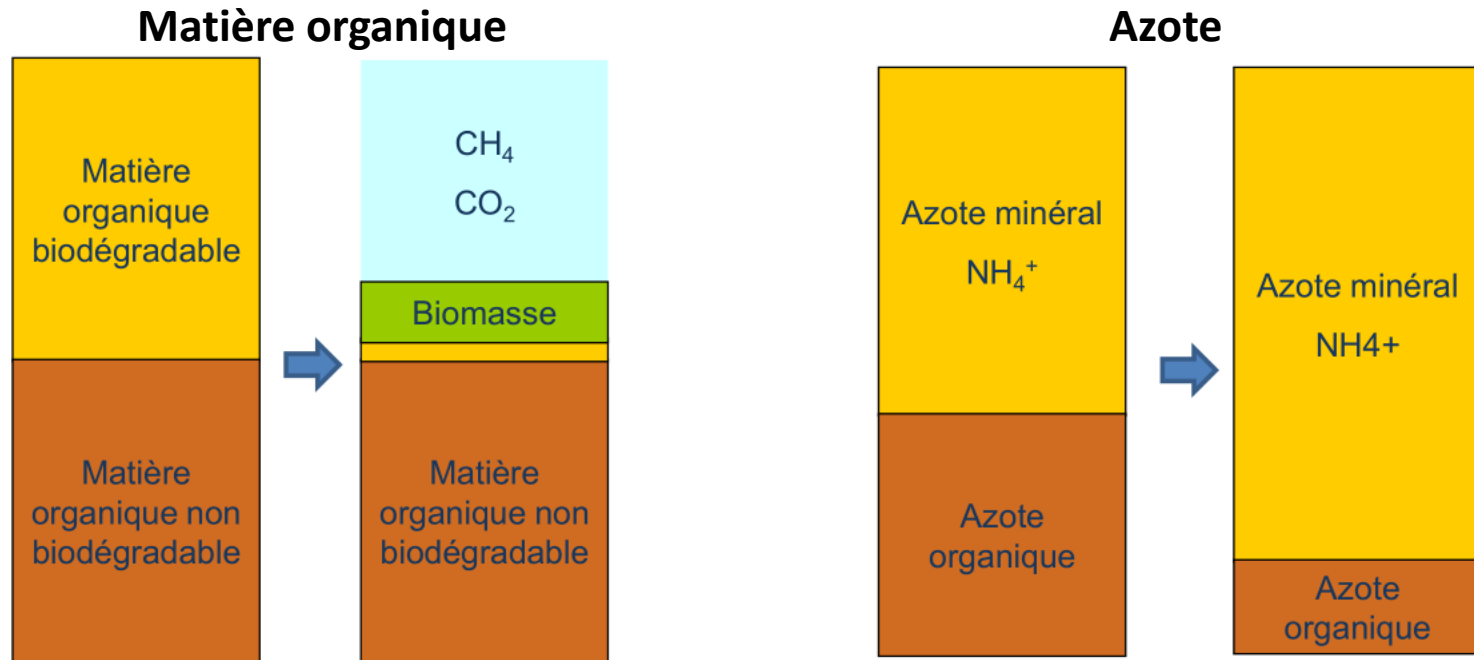 Matière organique
Matière
organique
biodégradable
Matière
organique non
biodégradable
CH₄
CO₂
Biomasse
Matière
organique non
biodégradable
Azote
Azote minéral
NH₄⁺
Azote
organique
Azote minéral
NH4+
Azote
organique